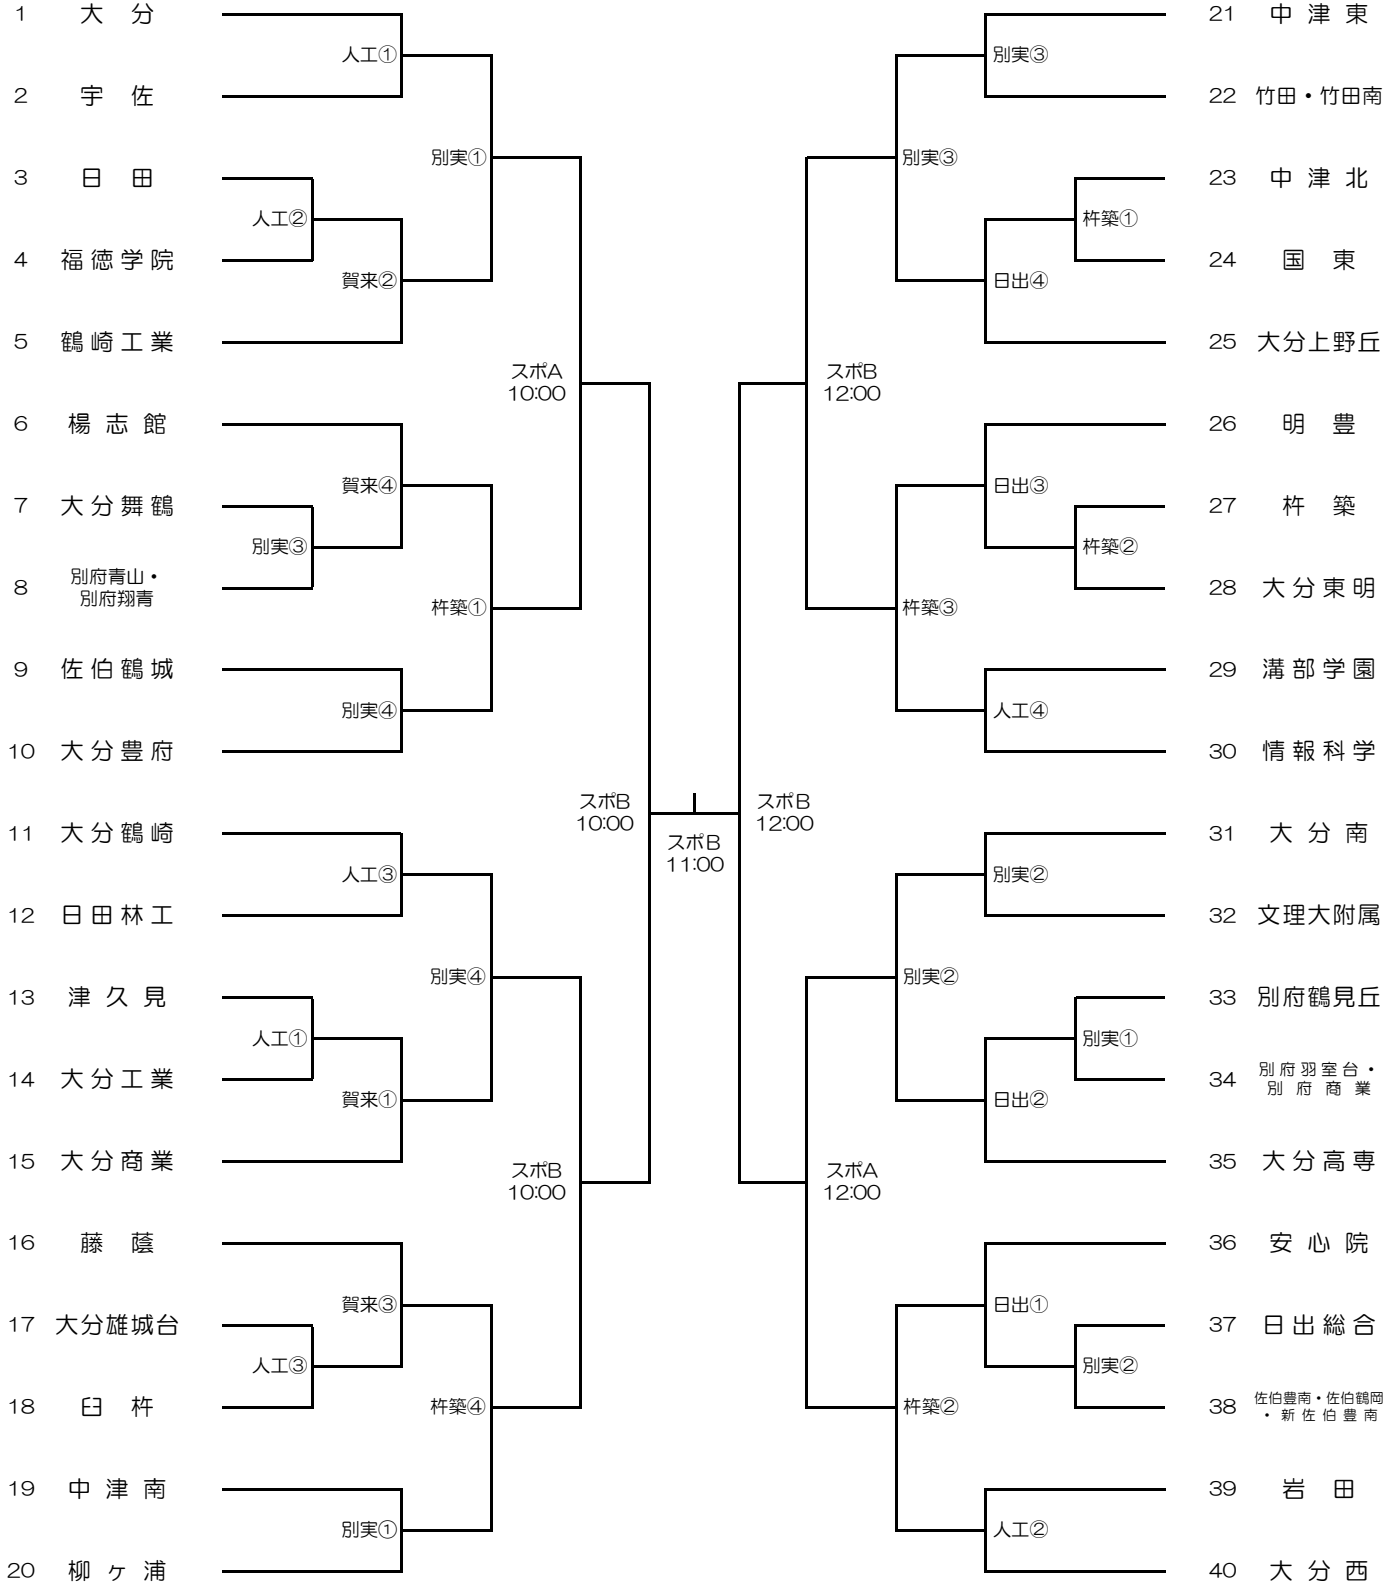 1 大分
2 宇佐
3 日田
4 福徳学院
5 鶴崎工業
6 楊志館
7 大分舞鶴
8 別府青山・
別府翔青
9 佐伯鶴城
10 大分豊府
11 大分鶴崎
12 日田林工
13 津久見
14 大分工業
15 大分商業
16 藤蔭
17 大分雄城台
18 臼杵
19 中津南
20 柳ヶ浦
人工②
別実③
人工①
人工③
人工①
賀来②
賀来④
別実④
人工③
賀来①
賀来③
別実①
別実①
杵築①
別実④
杵築④
スポA
10:00
スポB
10:00
スポB
10:00
スポB
11:00
スポB
12:00
スポB
12:00
スポA
12:00
別実③
杵築③
別実②
杵築②
別実③
日出④
日出③
人工④
別実②
日出②
日出①
人工②
杵築①
杵築②
別実①
別実②
21 中津東
22 竹田・竹田南
23 中津北
24 国東
25 大分上野丘
26 明豊
27 杵築
28 大分東明
29 溝部学園
30 情報科学
31 大分南
32 文理大附属
33 別府鶴見丘
34 別府羽室台・
別府商業
35 大分高専
36 安心院
37 日出総合
38 佐伯豊南・佐伯鶴岡
・新佐伯豊南
39 岩田
40 大分西